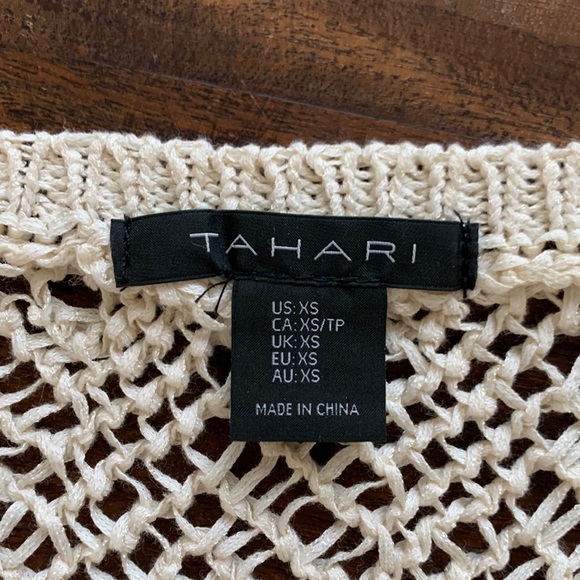 TAHARI
US: XS
CA: XS/TP
UK: XS
EU: XS
AU: XS
MADE IN CHINA